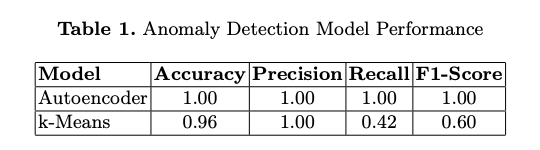 Table 1. Anomaly Detection Model Performance
Model Accuracy Precision Recall F1-Score
Autoencoder 1.00 1.00 1.00 1.00
k-Means 0.96 1.00 0.42 0.60